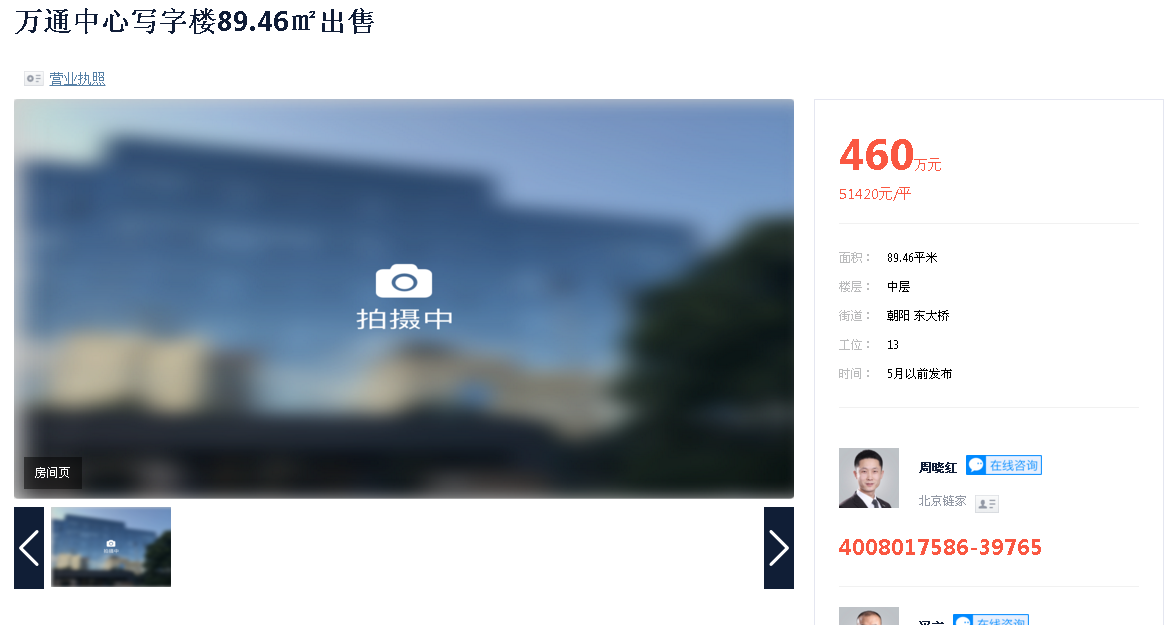 万通中心写字楼89.46㎡出售
营业执照
拍摄中
房间页
460万元
51420元/平
面积： 89.46平米
楼层： 中层
街道： 朝阳 东大桥
工位： 13
时间： 5月以前发布
周晓红 在线咨询
北京链家
4008017586-39765
在线咨询